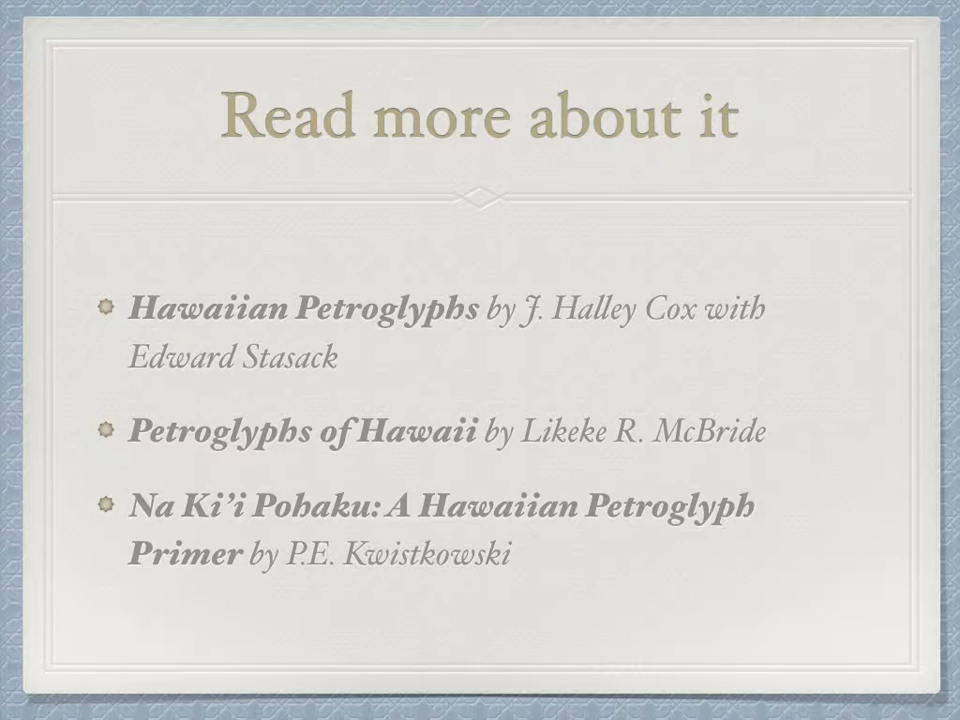 Read more about it
Hawaiian Petroglyphs by J. Halley Cox with
Edward Stasack
Petroglyphs of Hawaii by Likeke R. McBride
Na Ki’i Pohaku: A Hawaiian Petroglyph
Primer by P.E. Kwistkowski